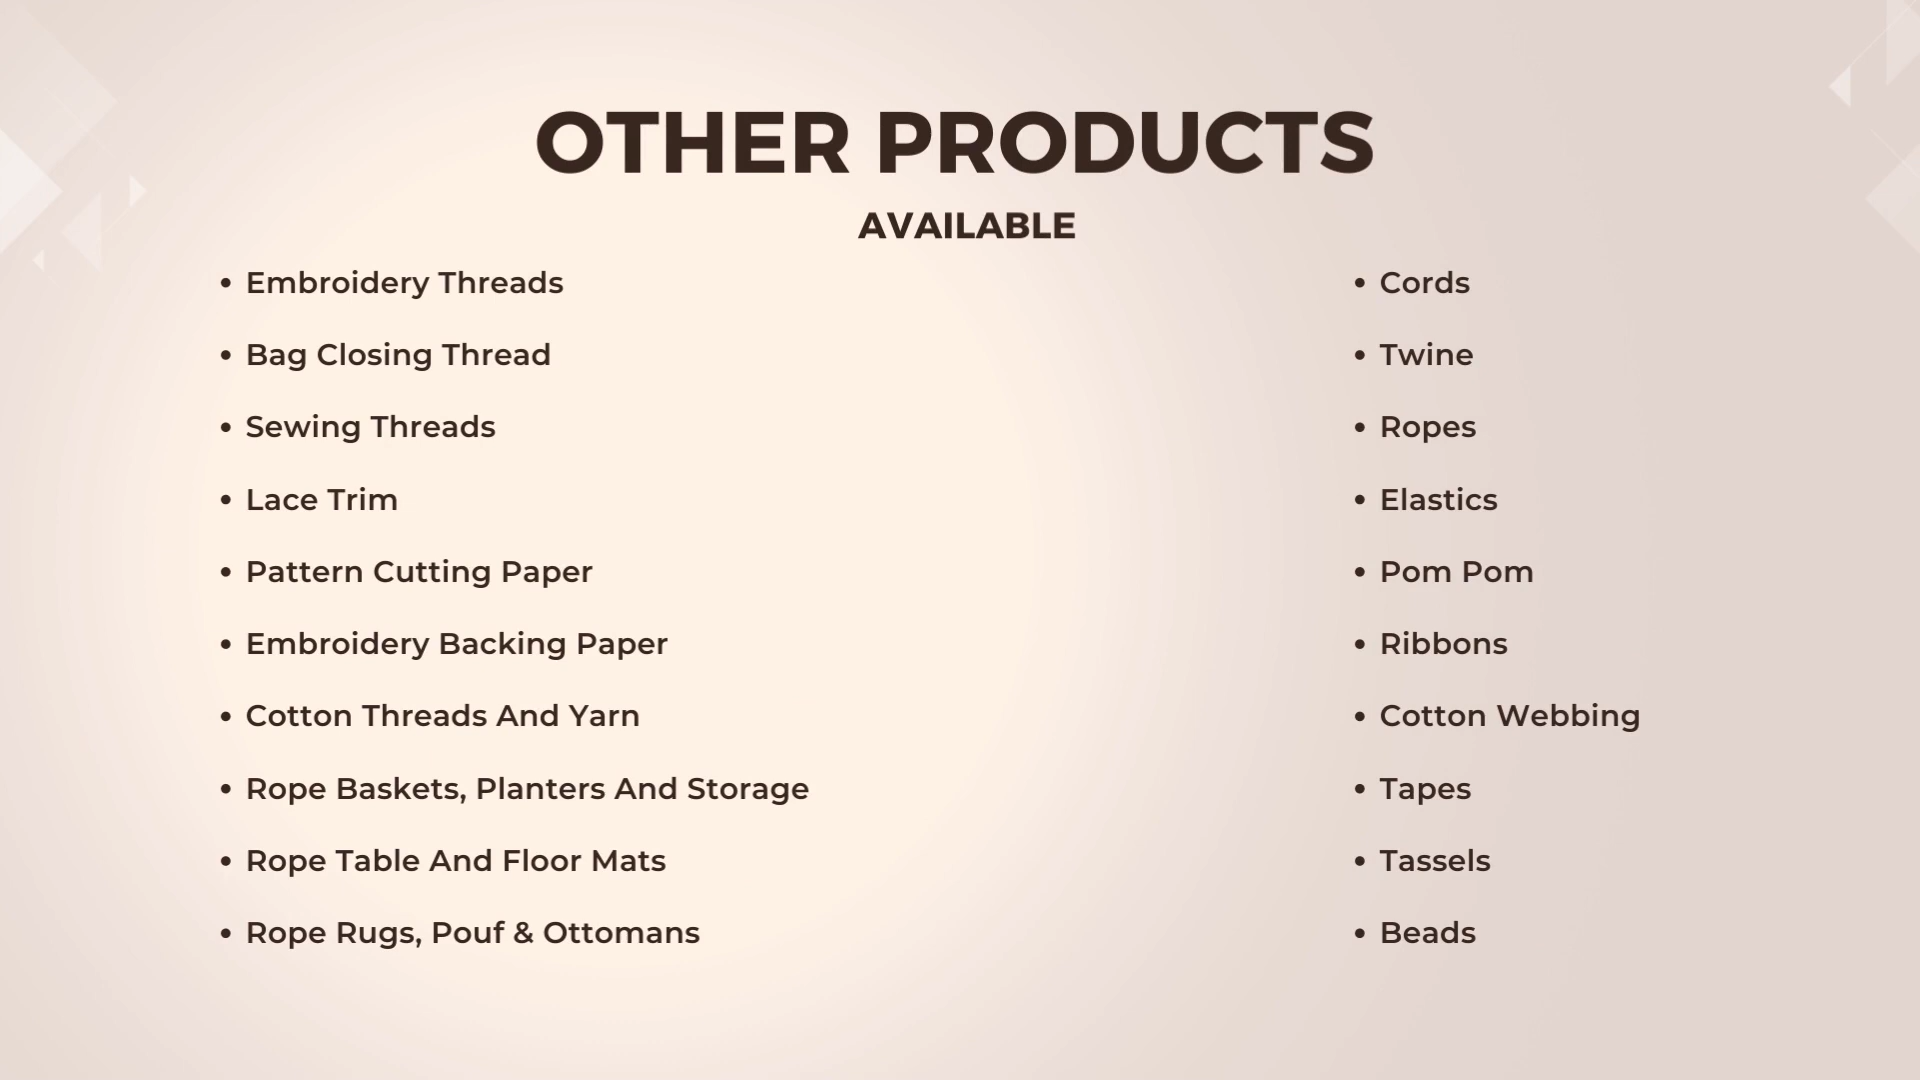 OTHER PRODUCTS
AVAILABLE
• Embroidery Threads
• Bag Closing Thread
• Sewing Threads
• Lace Trim
• Pattern Cutting Paper
• Embroidery Backing Paper
• Cotton Threads And Yarn
• Rope Baskets, Planters And Storage
• Rope Table And Floor Mats
• Rope Rugs, Pouf & Ottomans
• Cords
• Twine
• Ropes
• Elastics
• Pom Pom
• Ribbons
• Cotton Webbing
• Tapes
• Tassels
• Beads